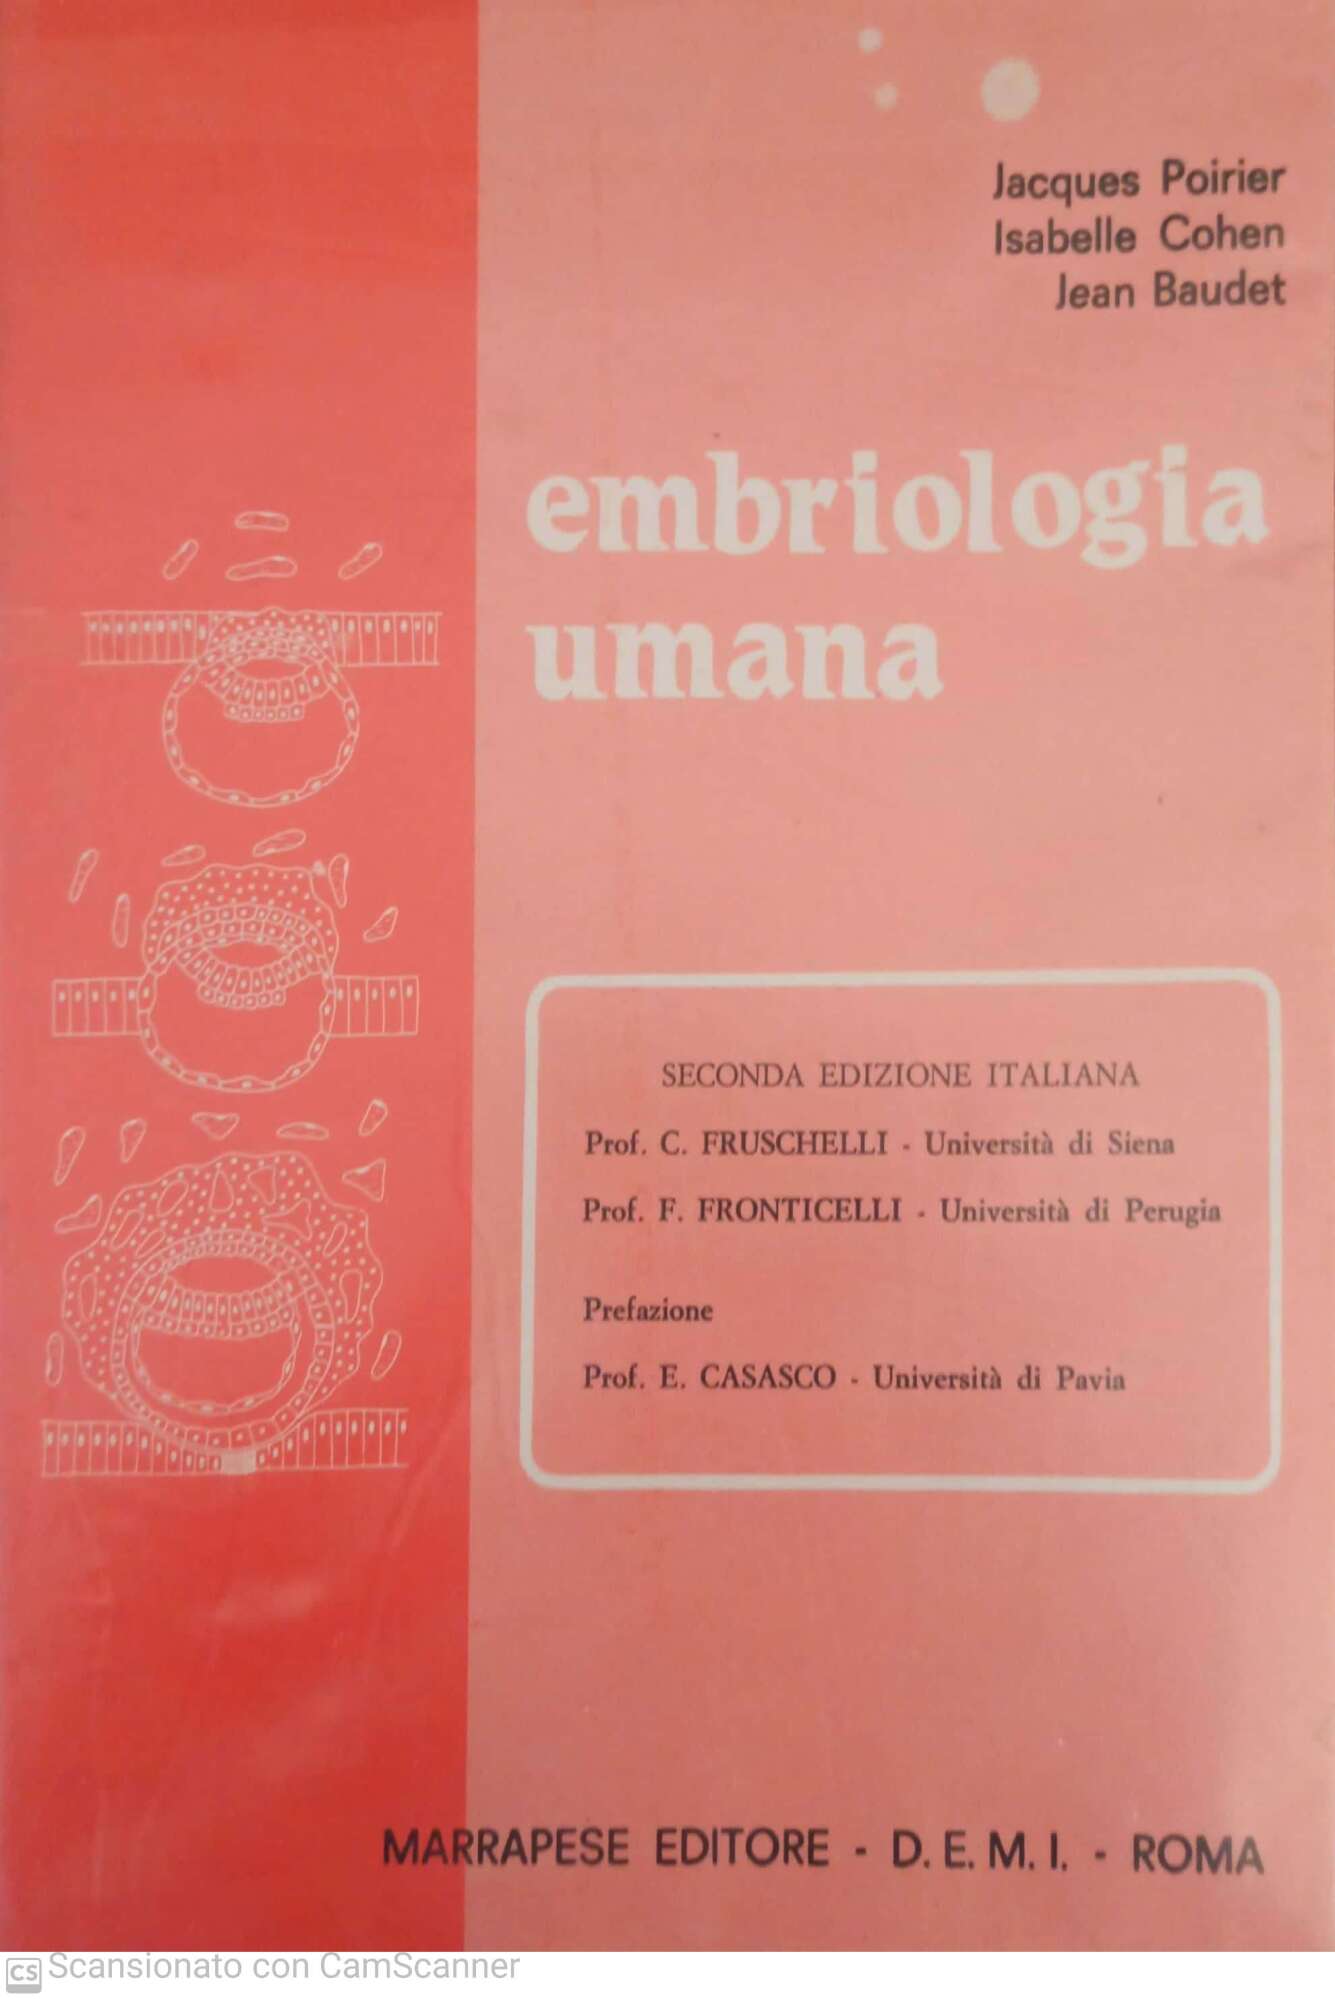 Jacques Poirier
Isabelle Cohen
Jean Baudet
embriologia
umana
SECONDA EDIZIONE ITALIANA
Prof. C. FRUSCHELLI - Università di Siena
Prof. F. FRONTICELLI - Università di Perugia
Prefazione
Prof. E. CASASCO - Università di Pavia
MARRAPESE EDITORE - D.E.M.I. - ROMA
CS Scansionato con CamScanner